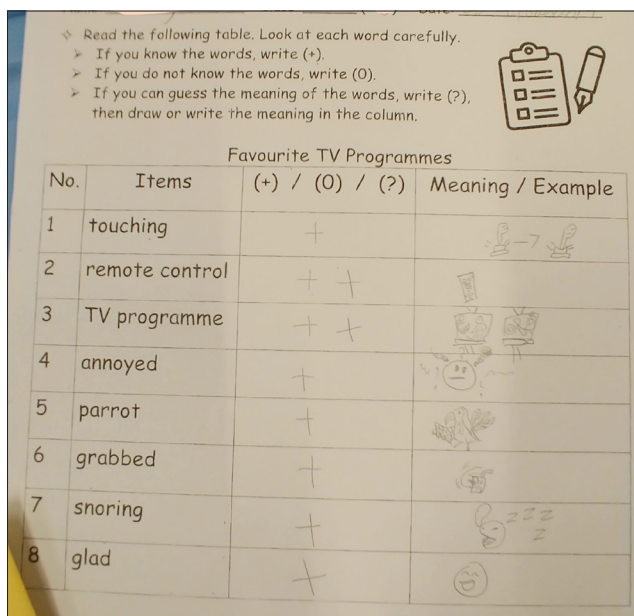 ❖ Read the following table. Look at each word carefully.
➢ If you know the words, write (+).
➢ If you do not know the words, write (0).
➢ If you can guess the meaning of the words, write (?),
then draw or write the meaning in the column.
Favourite TV Programmes
No. Items (+) / (0) / (?) Meaning / Example
1 touching +
2 remote control + +
3 TV programme + +
4 annoyed +
5 parrot +
6 grabbed +
7 snoring + z z z z
8 glad +